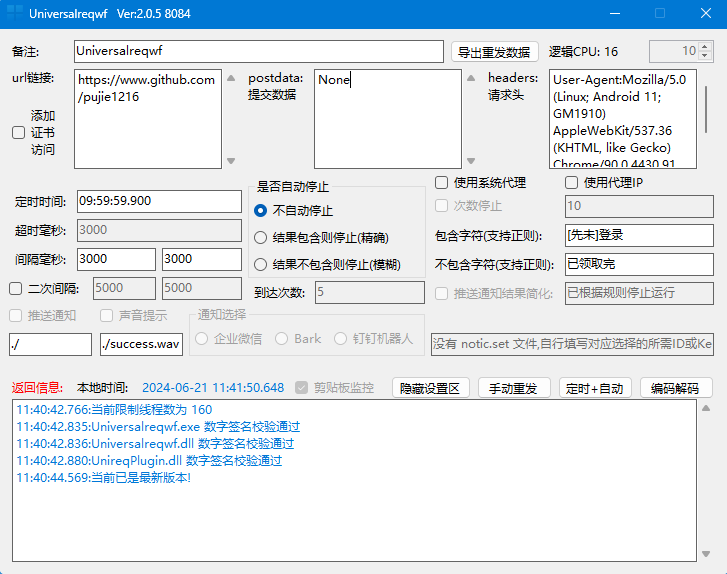 Universalreqwf Ver:2.0.5 8084
备注: Universalreqwf 导出重发数据 逻辑CPU: 16 10
url链接: https://www.github.com
/pujie1216
添加
证书
访问
postdata:
提交数据
None
headers:
请求头
User-Agent:Mozilla/5.0
(Linux; Android 11;
GM1910)
AppleWebKit/537.36
(KHTML, like Gecko)
Chrome/90.0.4430.91
定时时间: 09:59:59.900
超时毫秒: 3000
间隔毫秒: 3000 3000
二次间隔: 5000 5000
是否自动停止
不自动停止
结果包含则停止(精确)
结果不包含则停止(模糊)
到达次数: 5
使用系统代理 使用代理IP
次数停止 10
包含字符(支持正则): [先未]登录
不包含字符(支持正则): 已领取完
推送通知结果简化: 已根据规则停止运行
推送通知 声音提示
./ ./success.wav
通知选择
企业微信 Bark 钉钉机器人
没有 notic.set 文件,自行填写对应选择的所需ID或Ke
返回信息: 本地时间: 2024-06-21 11:41:50.648 剪贴板监控 隐藏设置区 手动重发 定时+自动 编码解码
11:40:42.766:当前限制线程数为 160
11:40:42.835:Universalreqwf.exe 数字签名校验通过
11:40:42.836:Universalreqwf.dll 数字签名校验通过
11:40:42.880:UnireqPlugin.dll 数字签名校验通过
11:40:44.569:当前已是最新版本!